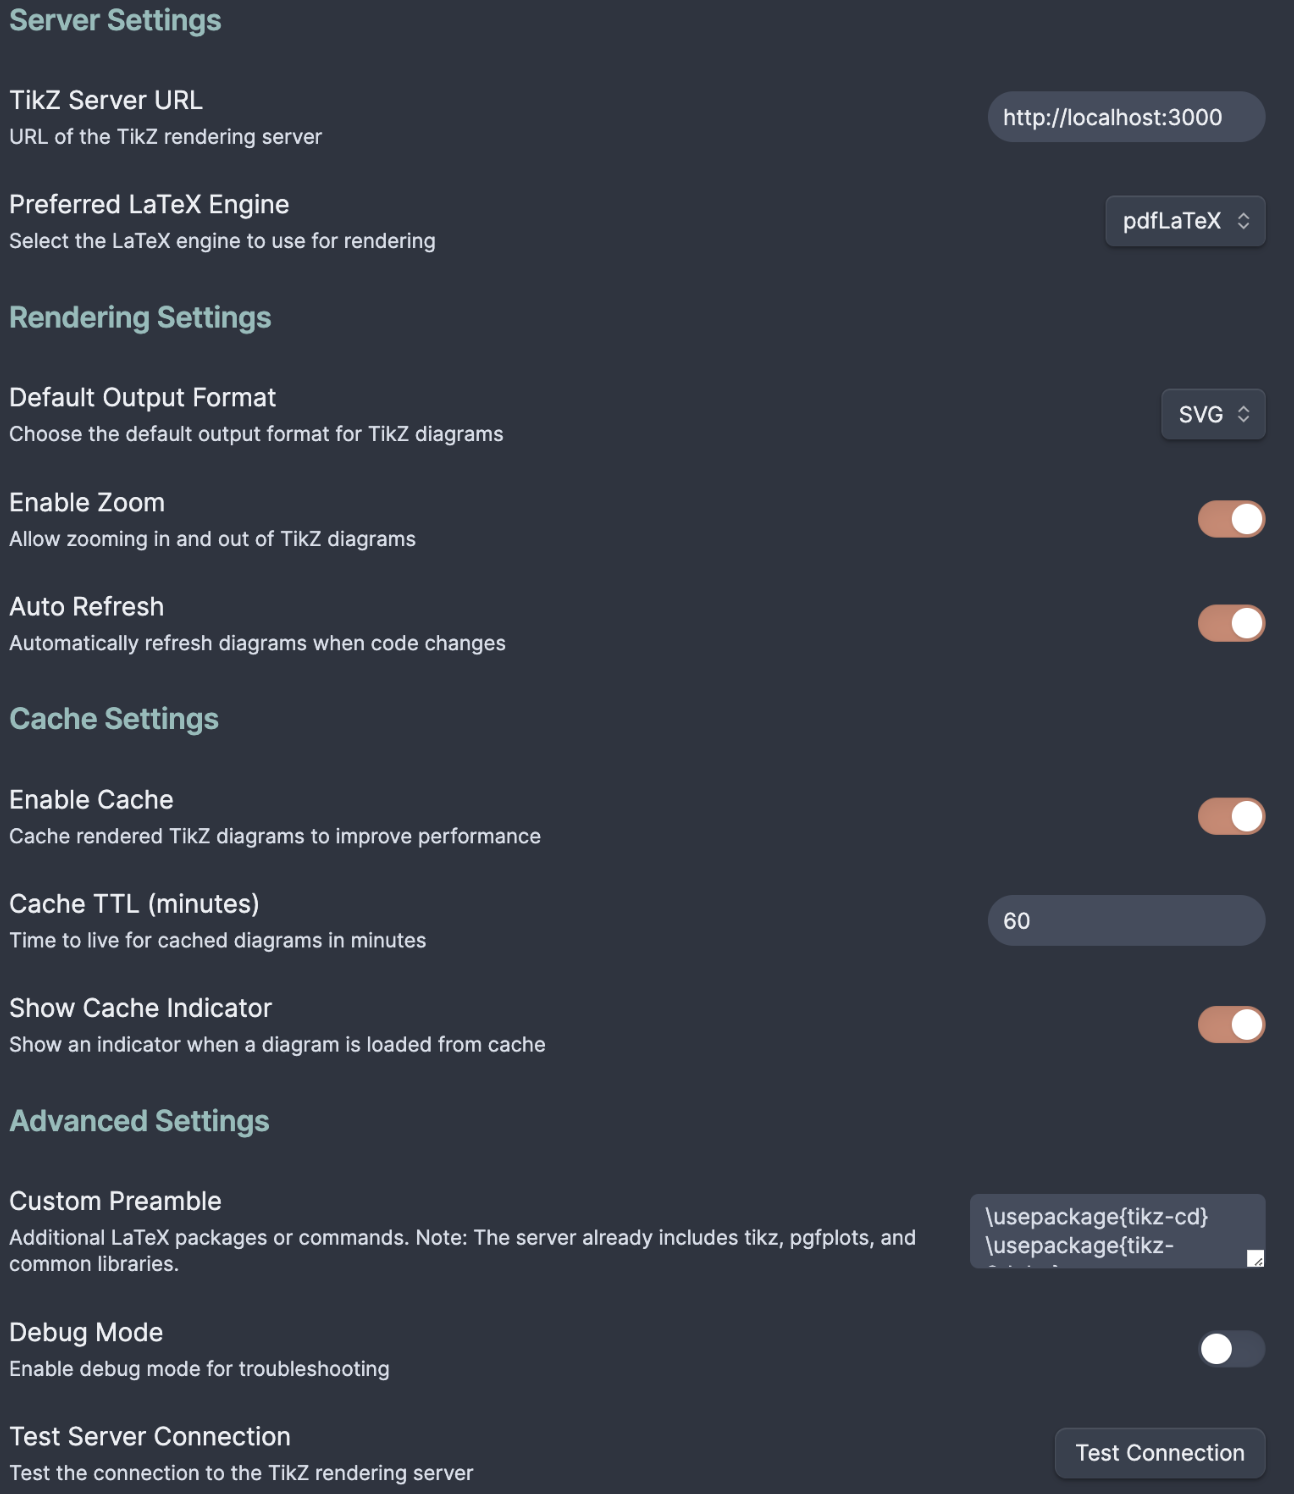 Server Settings
TikZ Server URL
URL of the TikZ rendering server
http://localhost:3000
Preferred LaTeX Engine
Select the LaTeX engine to use for rendering
pdfLaTeX
Rendering Settings
Default Output Format
Choose the default output format for TikZ diagrams
SVG
Enable Zoom
Allow zooming in and out of TikZ diagrams
Auto Refresh
Automatically refresh diagrams when code changes
Cache Settings
Enable Cache
Cache rendered TikZ diagrams to improve performance
Cache TTL (minutes)
Time to live for cached diagrams in minutes
60
Show Cache Indicator
Show an indicator when a diagram is loaded from cache
Advanced Settings
Custom Preamble
Additional LaTeX packages or commands. Note: The server already includes tikz, pgfplots, and
common libraries.
\usepackage{tikz-cd}
\usepackage{tikz-
Debug Mode
Enable debug mode for troubleshooting
Test Server Connection
Test the connection to the TikZ rendering server
Test Connection